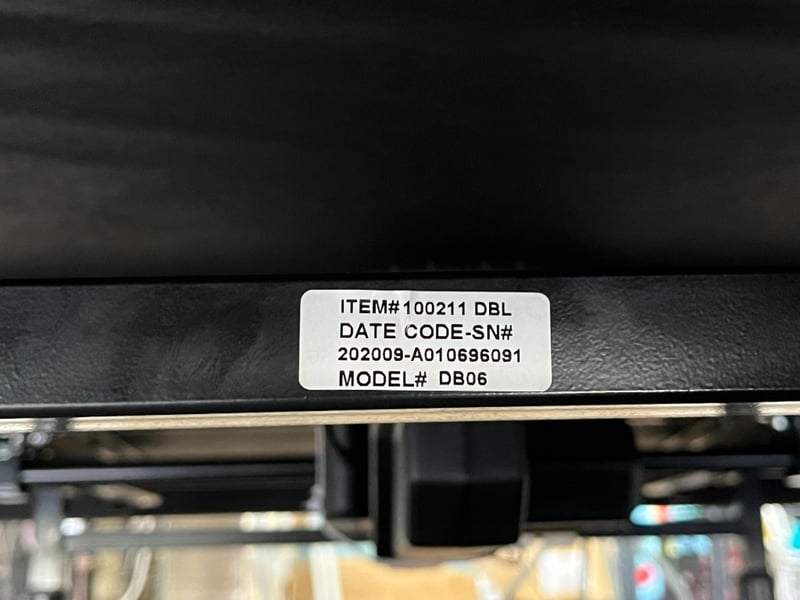 ITEM#100211 DBL
DATE CODE-SN#
202009-A010696091
MODEL# DB06